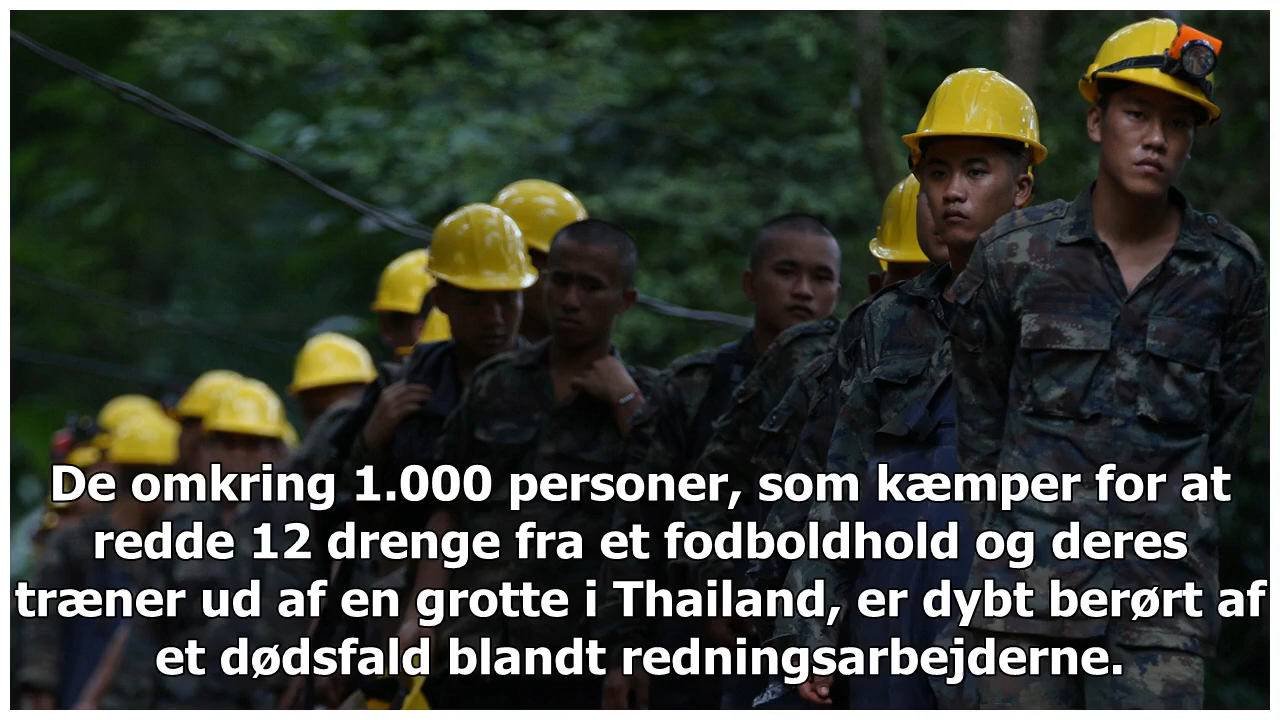 De omkring 1.000 personer, som kæmper for at
redde 12 drenge fra et fodboldhold og deres
træner ud af en grotte i Thailand, er dybt berørt af
et dødsfald blandt redningsarbejderne.